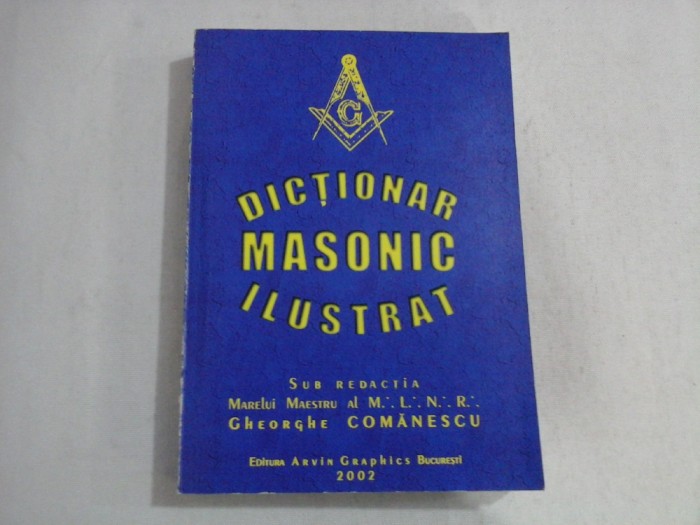 G
DICȚIONAR
MASONIC
ILUSTRAT
SUB REDACTIA
MARELUI MAESTRU AL M∴ L∴ N∴ R∴
GHEORGHE COMĂNESCU
EDITURA ARVIN GRAPHICS BUCUREȘTI
2002